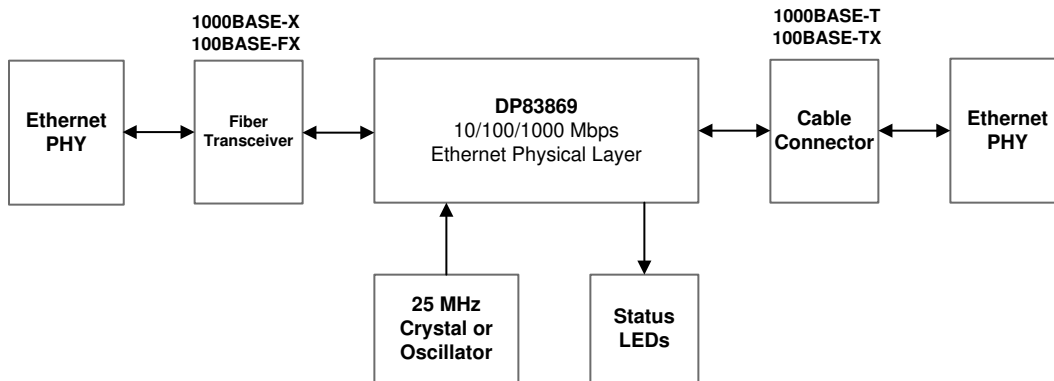 1000BASE-X
100BASE-FX
1000BASE-T
100BASE-TX
Ethernet
PHY
Fiber
Transceiver
DP83869
10/100/1000 Mbps
Ethernet Physical Layer
Cable
Connector
Ethernet
PHY
25 MHz
Crystal or
Oscillator
Status
LEDs